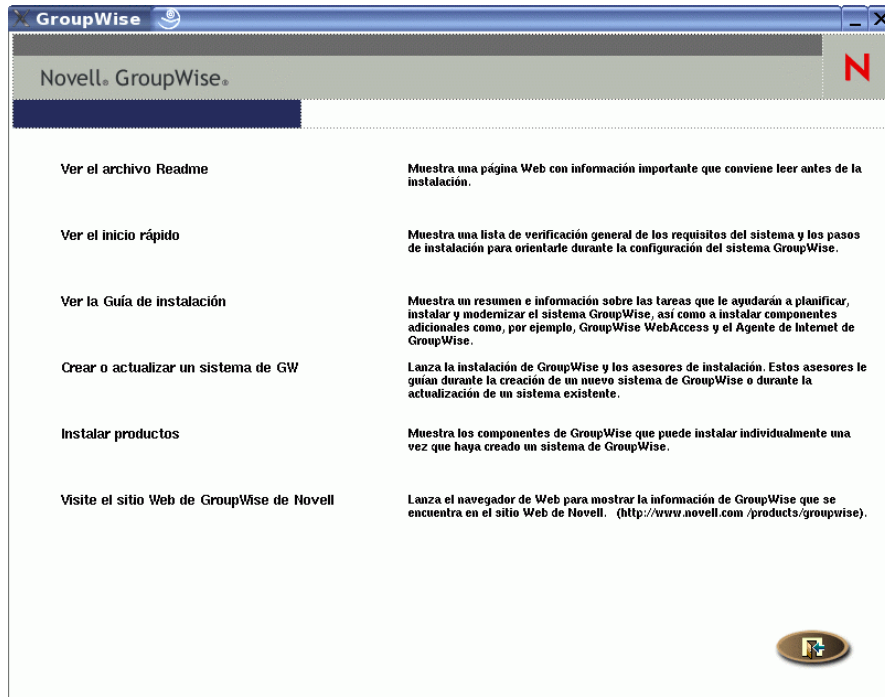 GroupWise
Novell® GroupWise®
N
Ver el archivo Readme
Muestra una página Web con información importante que conviene leer antes de la
instalación.
Ver el inicio rápido
Muestra una lista de verificación general de los requisitos del sistema y los pasos
de instalación para orientarle durante la configuración del sistema GroupWise.
Ver la Guía de instalación
Muestra un resumen e información sobre las tareas que le ayudarán a planificar,
instalar y modernizar el sistema GroupWise, así como a instalar componentes
adicionales como, por ejemplo, GroupWise WebAccess y el Agente de Internet de
GroupWise.
Crear o actualizar un sistema de GW
Lanza la instalación de GroupWise y los asesores de instalación. Estos asesores le
guían durante la creación de un nuevo sistema de GroupWise o durante la
actualización de un sistema existente.
Instalar productos
Muestra los componentes de GroupWise que puede instalar individualmente una
vez que haya creado un sistema de GroupWise.
Visite el sitio Web de GroupWise de Novell
Lanza el navegador de Web para mostrar la información de GroupWise que se
encuentra en el sitio Web de Novell. (http://www.novell.com /products/groupwise).